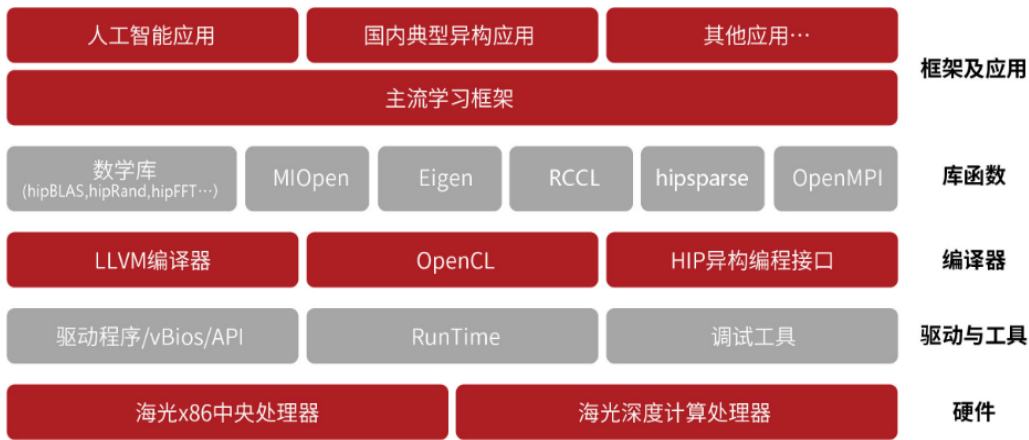 人工智能应用
国内典型异构应用
其他应用…
框架及应用
主流学习框架
数学库
(hipBLAS,hipRand,hipFFT…)
MIOpen
Eigen
RCCL
hipsparse
OpenMPI
库函数
LLVM编译器
OpenCL
HIP异构编程接口
编译器
驱动程序/vBios/API
RunTime
调试工具
驱动与工具
海光x86中央处理器
海光深度计算处理器
硬件